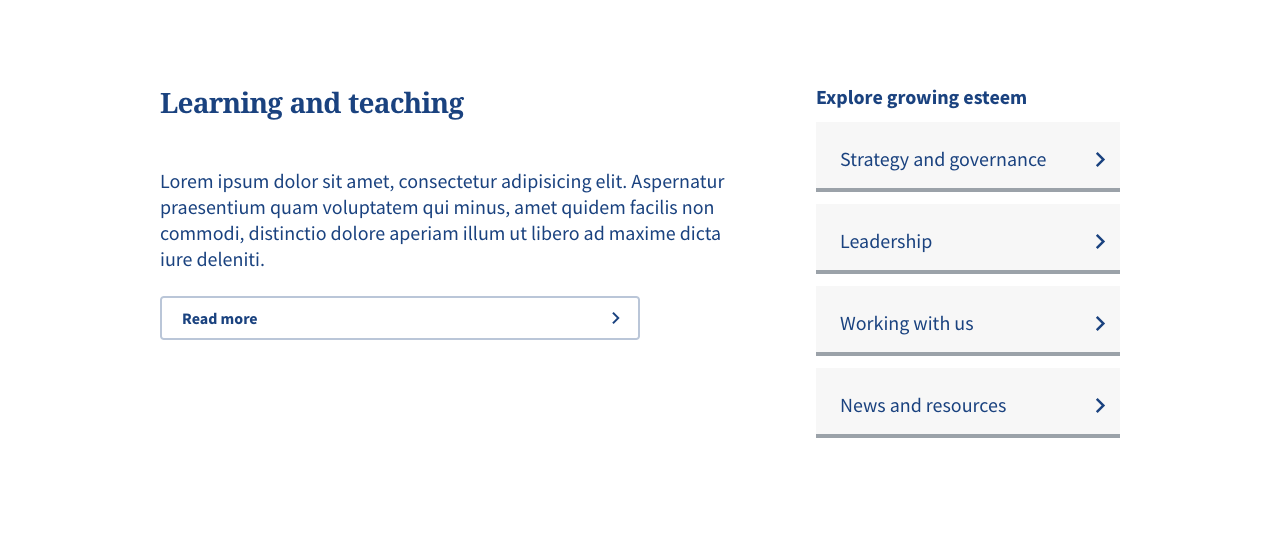 Learning and teaching
Lorem ipsum dolor sit amet, consectetur adipisicing elit. Aspernatur
praesentium quam voluptatem qui minus, amet quidem facilis non
commodi, distinctio dolore aperiam illum ut libero ad maxime dicta
iure deleniti.
Read more
Explore growing esteem
Strategy and governance
Leadership
Working with us
News and resources